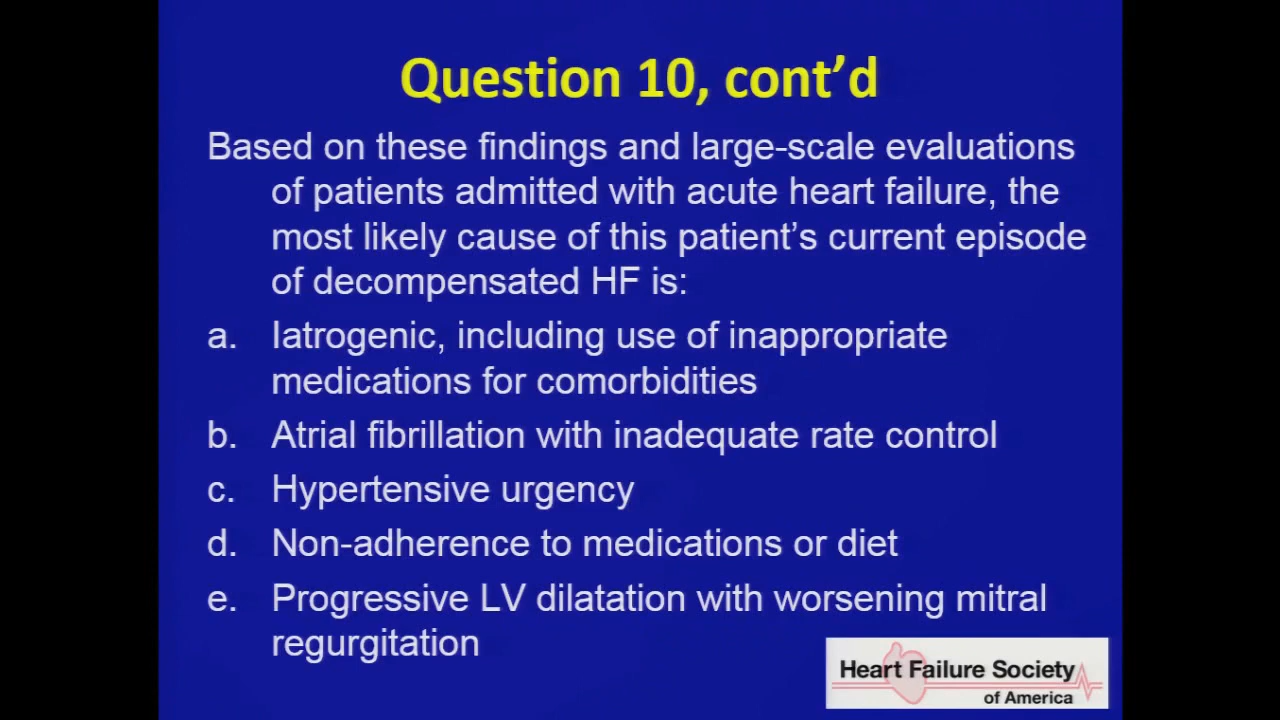 Question 10, cont’d
Based on these findings and large-scale evaluations
of patients admitted with acute heart failure, the
most likely cause of this patient’s current episode
of decompensated HF is:
a. Iatrogenic, including use of inappropriate
medications for comorbidities
b. Atrial fibrillation with inadequate rate control
c. Hypertensive urgency
d. Non-adherence to medications or diet
e. Progressive LV dilatation with worsening mitral
regurgitation
Heart Failure Society
of America